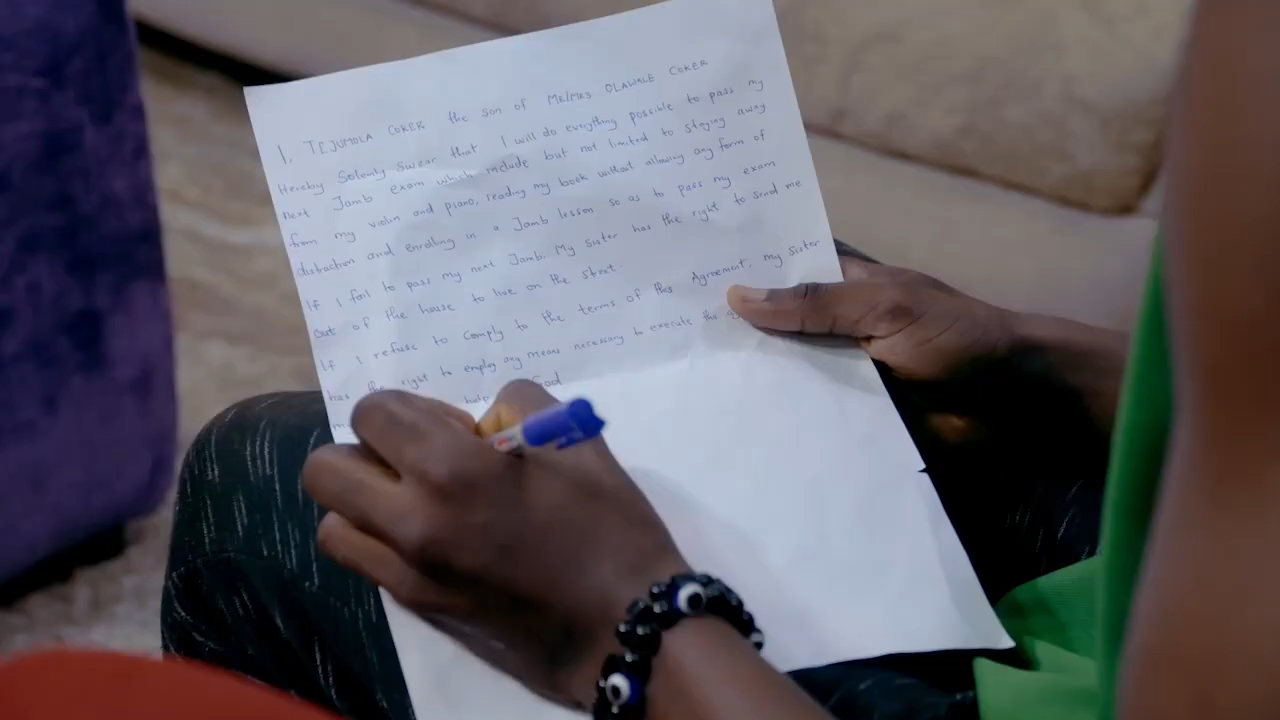 I, TEJUMOLA COKER the son of MR/MRS OLAWALE COKER
Hereby Solemly Swear that I will do everything possible to pass my
next Jamb exam which include but not limited to staying away
from my violin and piano, reading my book without allowing any form of
distraction and enrolling in a Jamb lesson so as to pass my exam
If I fail to pass my next Jamb. My sister has the right to send me
out of the house to live on the street.
If I refuse to comply to the terms of this Agreement, my sister
has the right to employ any means necessary to execute the
God